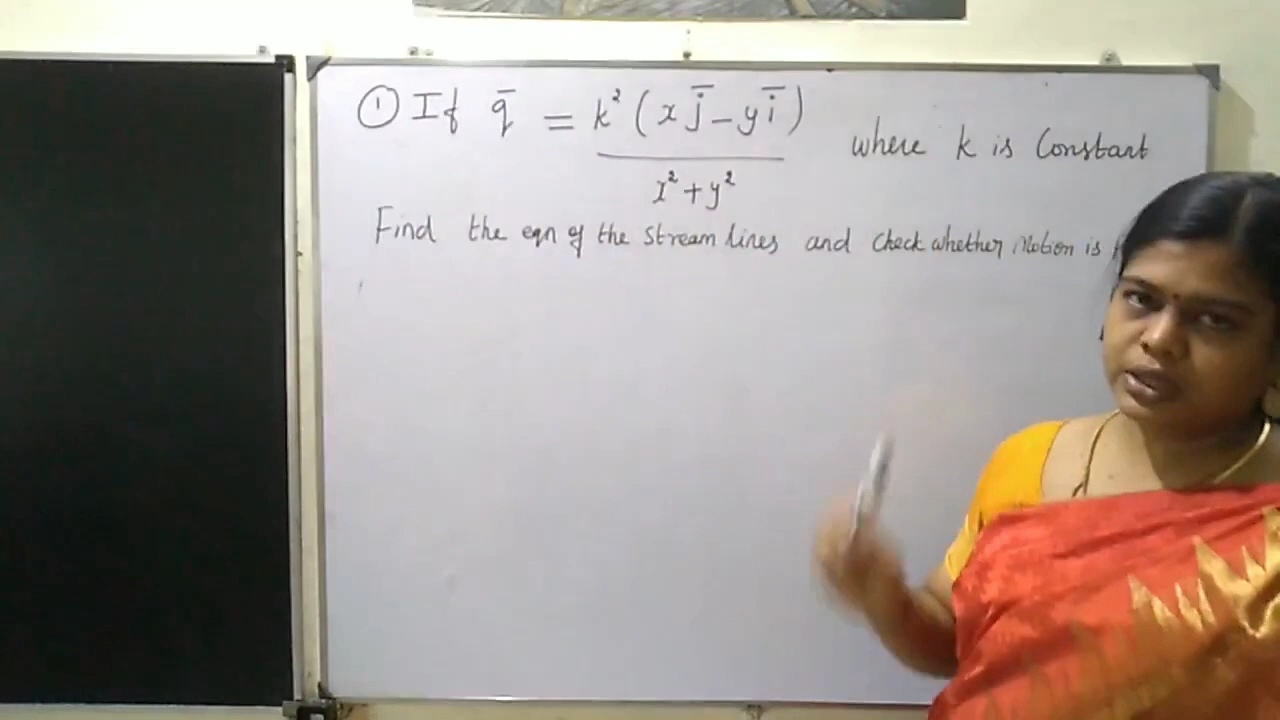 ① If q̄ = k²(x j̄ - y ī) / x² + y² where k is Constant
Find the eqn of the stream lines and check whether Motion is